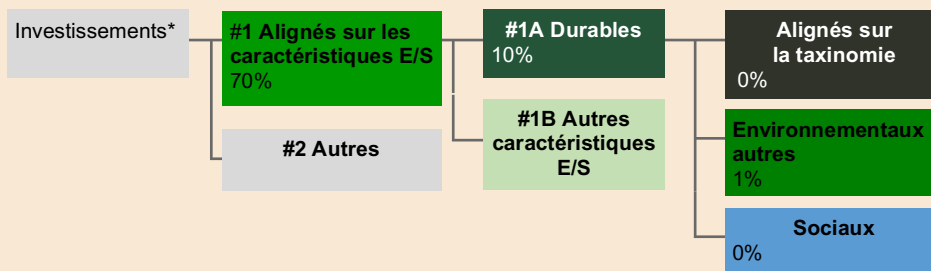 Investissements*
#1 Alignés sur les
caractéristiques E/S
70%
#2 Autres
#1A Durables
10%
#1B Autres
caractéristiques
E/S
Alignés sur
la taxinomie
0%
Environnementaux
autres
1%
Sociaux
0%